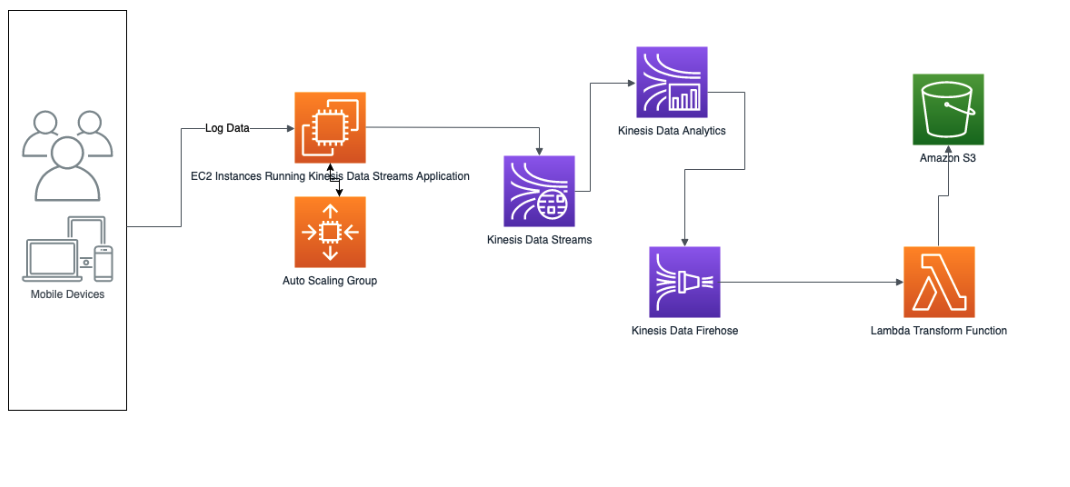 Log Data
EC2 Instances Running Kinesis Data Streams Application
Auto Scaling Group
Mobile Devices
Kinesis Data Streams
Kinesis Data Analytics
Kinesis Data Firehose
Lambda Transform Function
Amazon S3